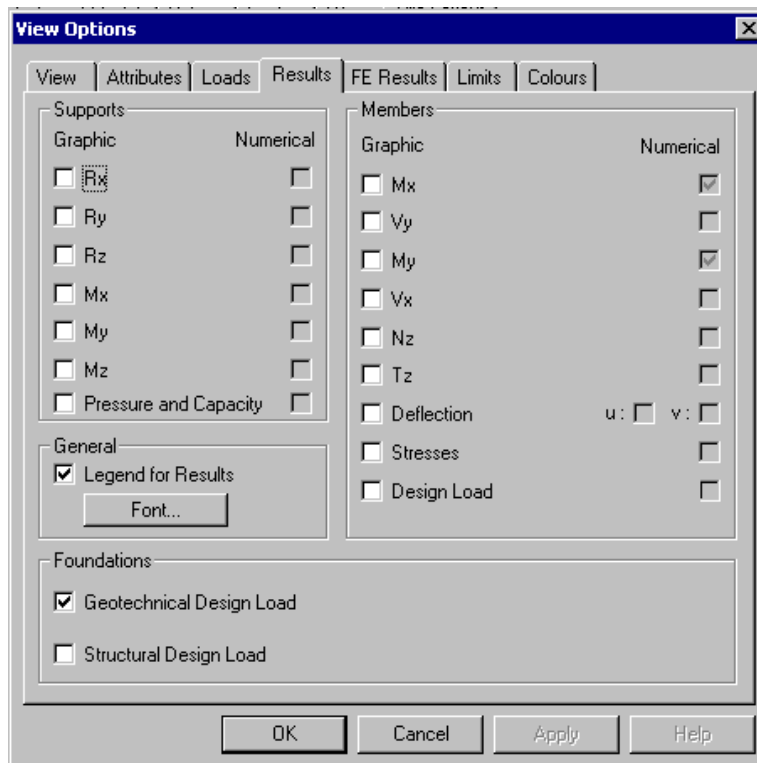 View Options
View Attributes Loads Results FE Results Limits Colours
Supports
Graphic Numerical
Rx
Ry
Rz
Mx
My
Mz
Pressure and Capacity
General
Legend for Results
Font...
Members
Graphic Numerical
Mx
Vy
My
Vx
Nz
Tz
Deflection u: v:
Stresses
Design Load
Foundations
Geotechnical Design Load
Structural Design Load
OK Cancel Apply Help